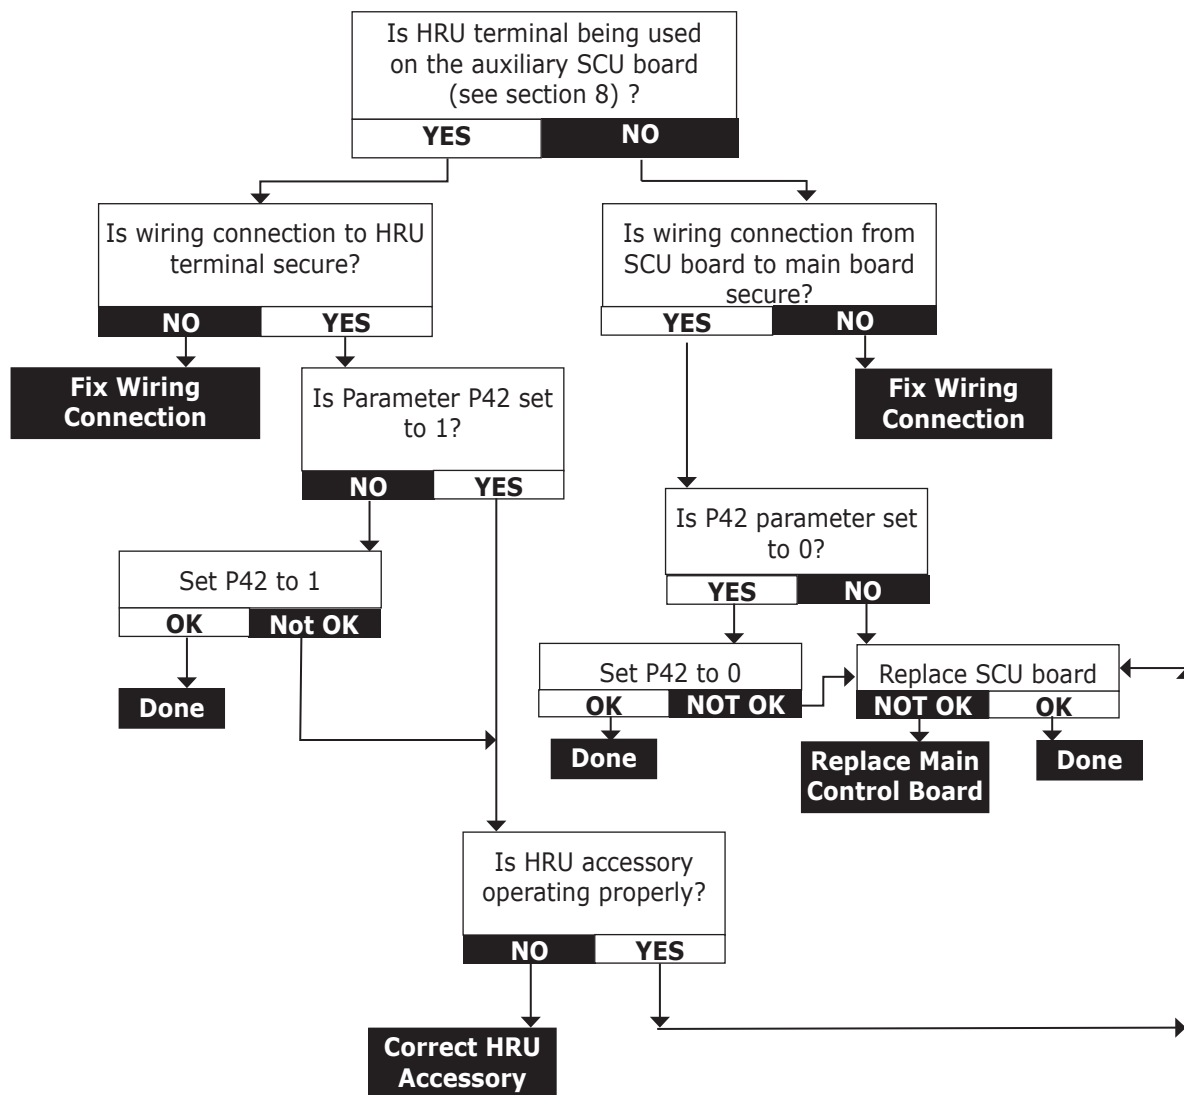 Is HRU terminal being used
on the auxiliary SCU board
(see section 8) ?
YES
NO
Is wiring connection to HRU
terminal secure?
NO
YES
Is wiring connection from
SCU board to main board
secure?
YES
NO
Fix Wiring
Connection
Is Parameter P42 set
to 1?
NO
YES
Fix Wiring
Connection
Is P42 parameter set
to 0?
YES
NO
Set P42 to 1
OK
Not OK
Done
Set P42 to 0
OK
NOT OK
Done
Replace SCU board
NOT OK
OK
Replace Main
Control Board
Done
Is HRU accessory
operating properly?
NO
YES
Correct HRU
Accessory